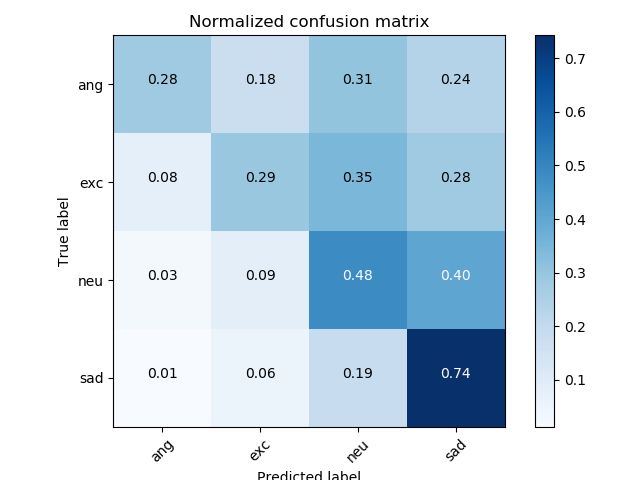 Normalized confusion matrix
True label
ang 0.28 0.18 0.31 0.24
exc 0.08 0.29 0.35 0.28
neu 0.03 0.09 0.48 0.40
sad 0.01 0.06 0.19 0.74
ang exc neu sad
Predicted label
0.7
0.6
0.5
0.4
0.3
0.2
0.1